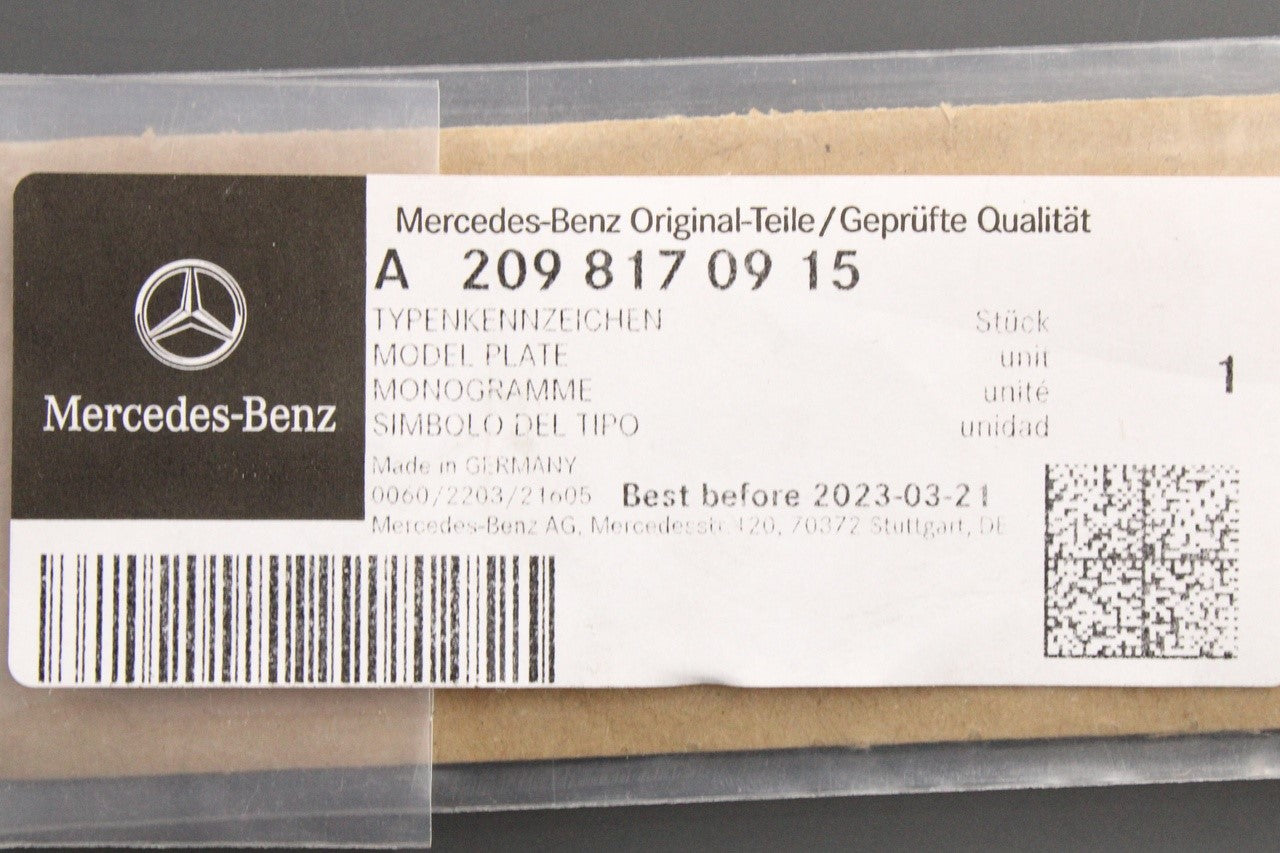 Mercedes-Benz Original-Teile/Geprüfte Qualität
A 209 817 09 15
TYPENKENNZEICHEN Stück
MODEL PLATE unit
MONOGRAMME unité
SIMBOLO DEL TIPO unidad
1
Made in GERMANY
0060/2203/21605 Best before 2023-03-21
Mercedes-Benz AG, Mercedesstr. 120, 70372 Stuttgart, DE
Mercedes-Benz